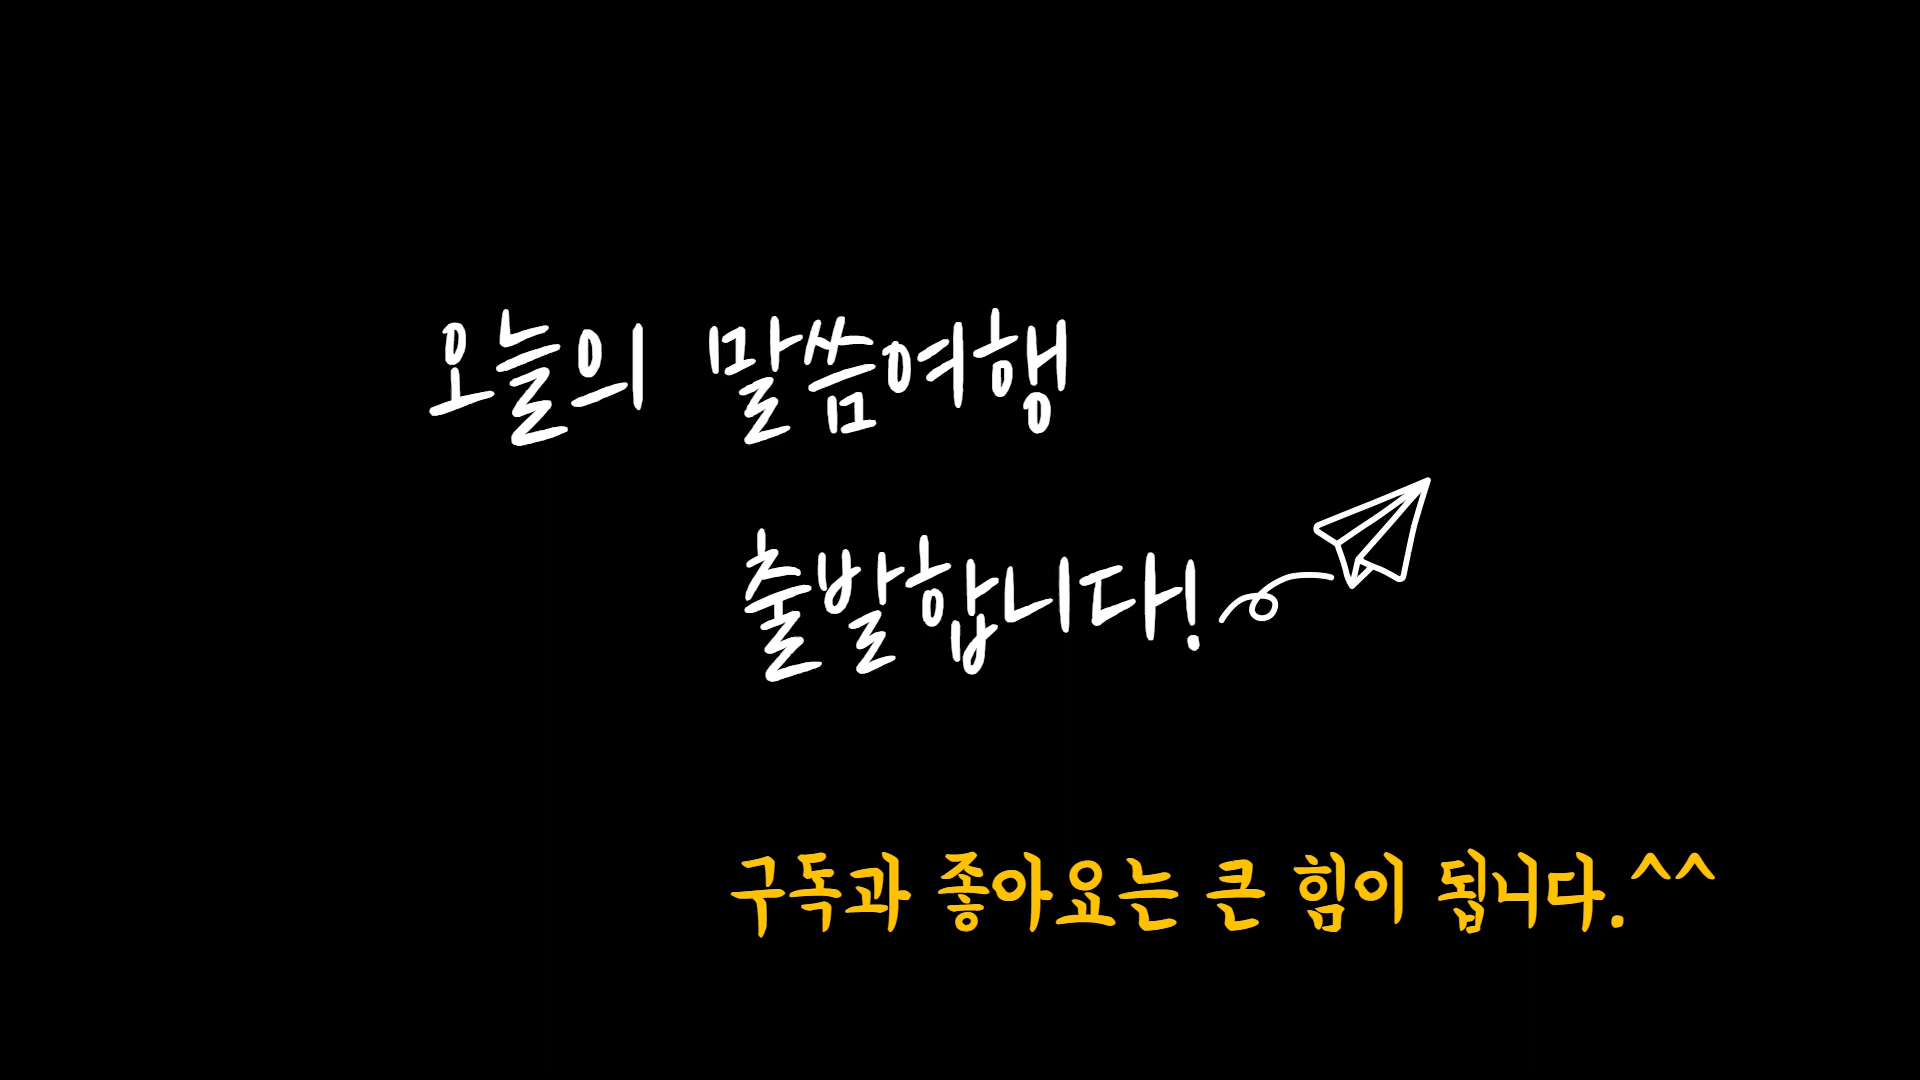 오늘의 말씀여행
출발합니다!
구독과 좋아요는 큰 힘이 됩니다.^^